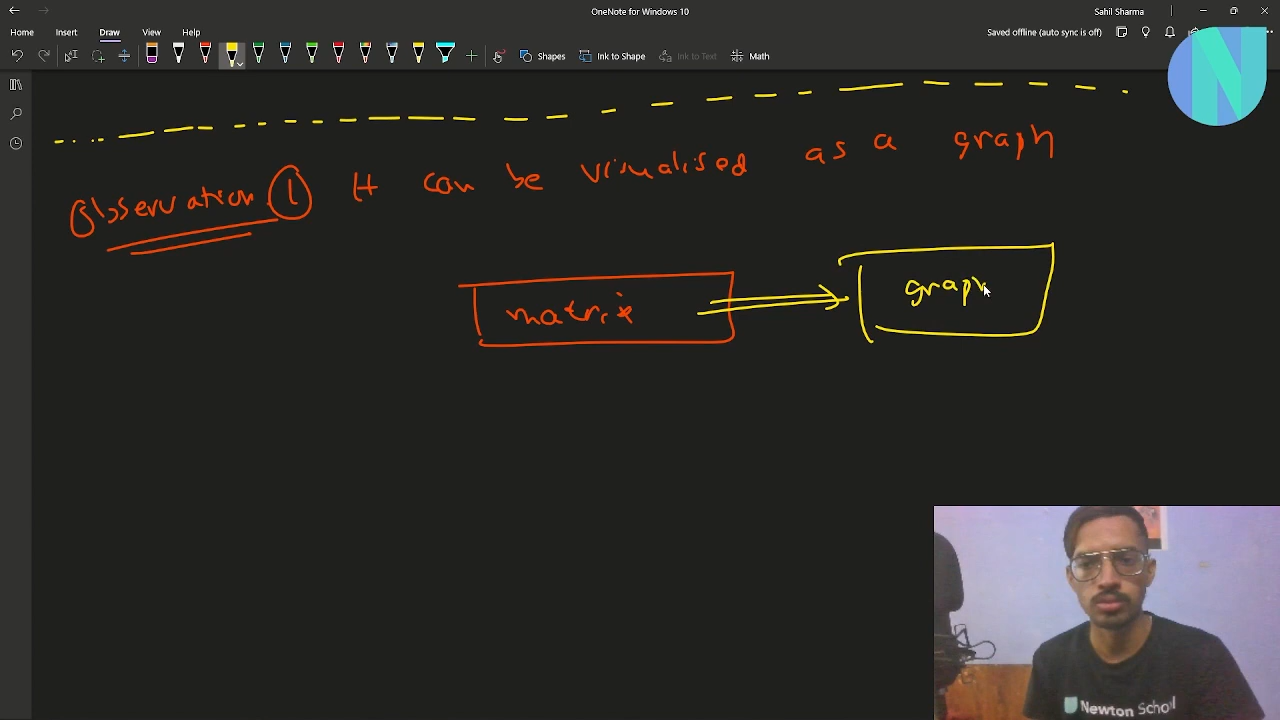 OneNote for Windows 10
Sahil Sharma
Home Insert Draw View Help
Saved offline (auto sync is off)
Shapes Ink to Shape Ink to Text Math
Observation 1 It can be visualised as a graph
matrix graph
Newton School